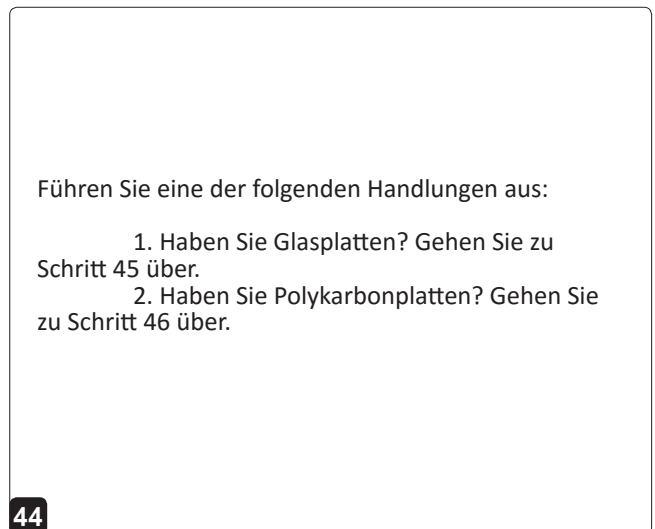 Führen Sie eine der folgenden Handlungen aus:
1. Haben Sie Glasplatten? Gehen Sie zu
Schritt 45 über.
2. Haben Sie Polykarbonplatten? Gehen Sie
zu Schritt 46 über.
44